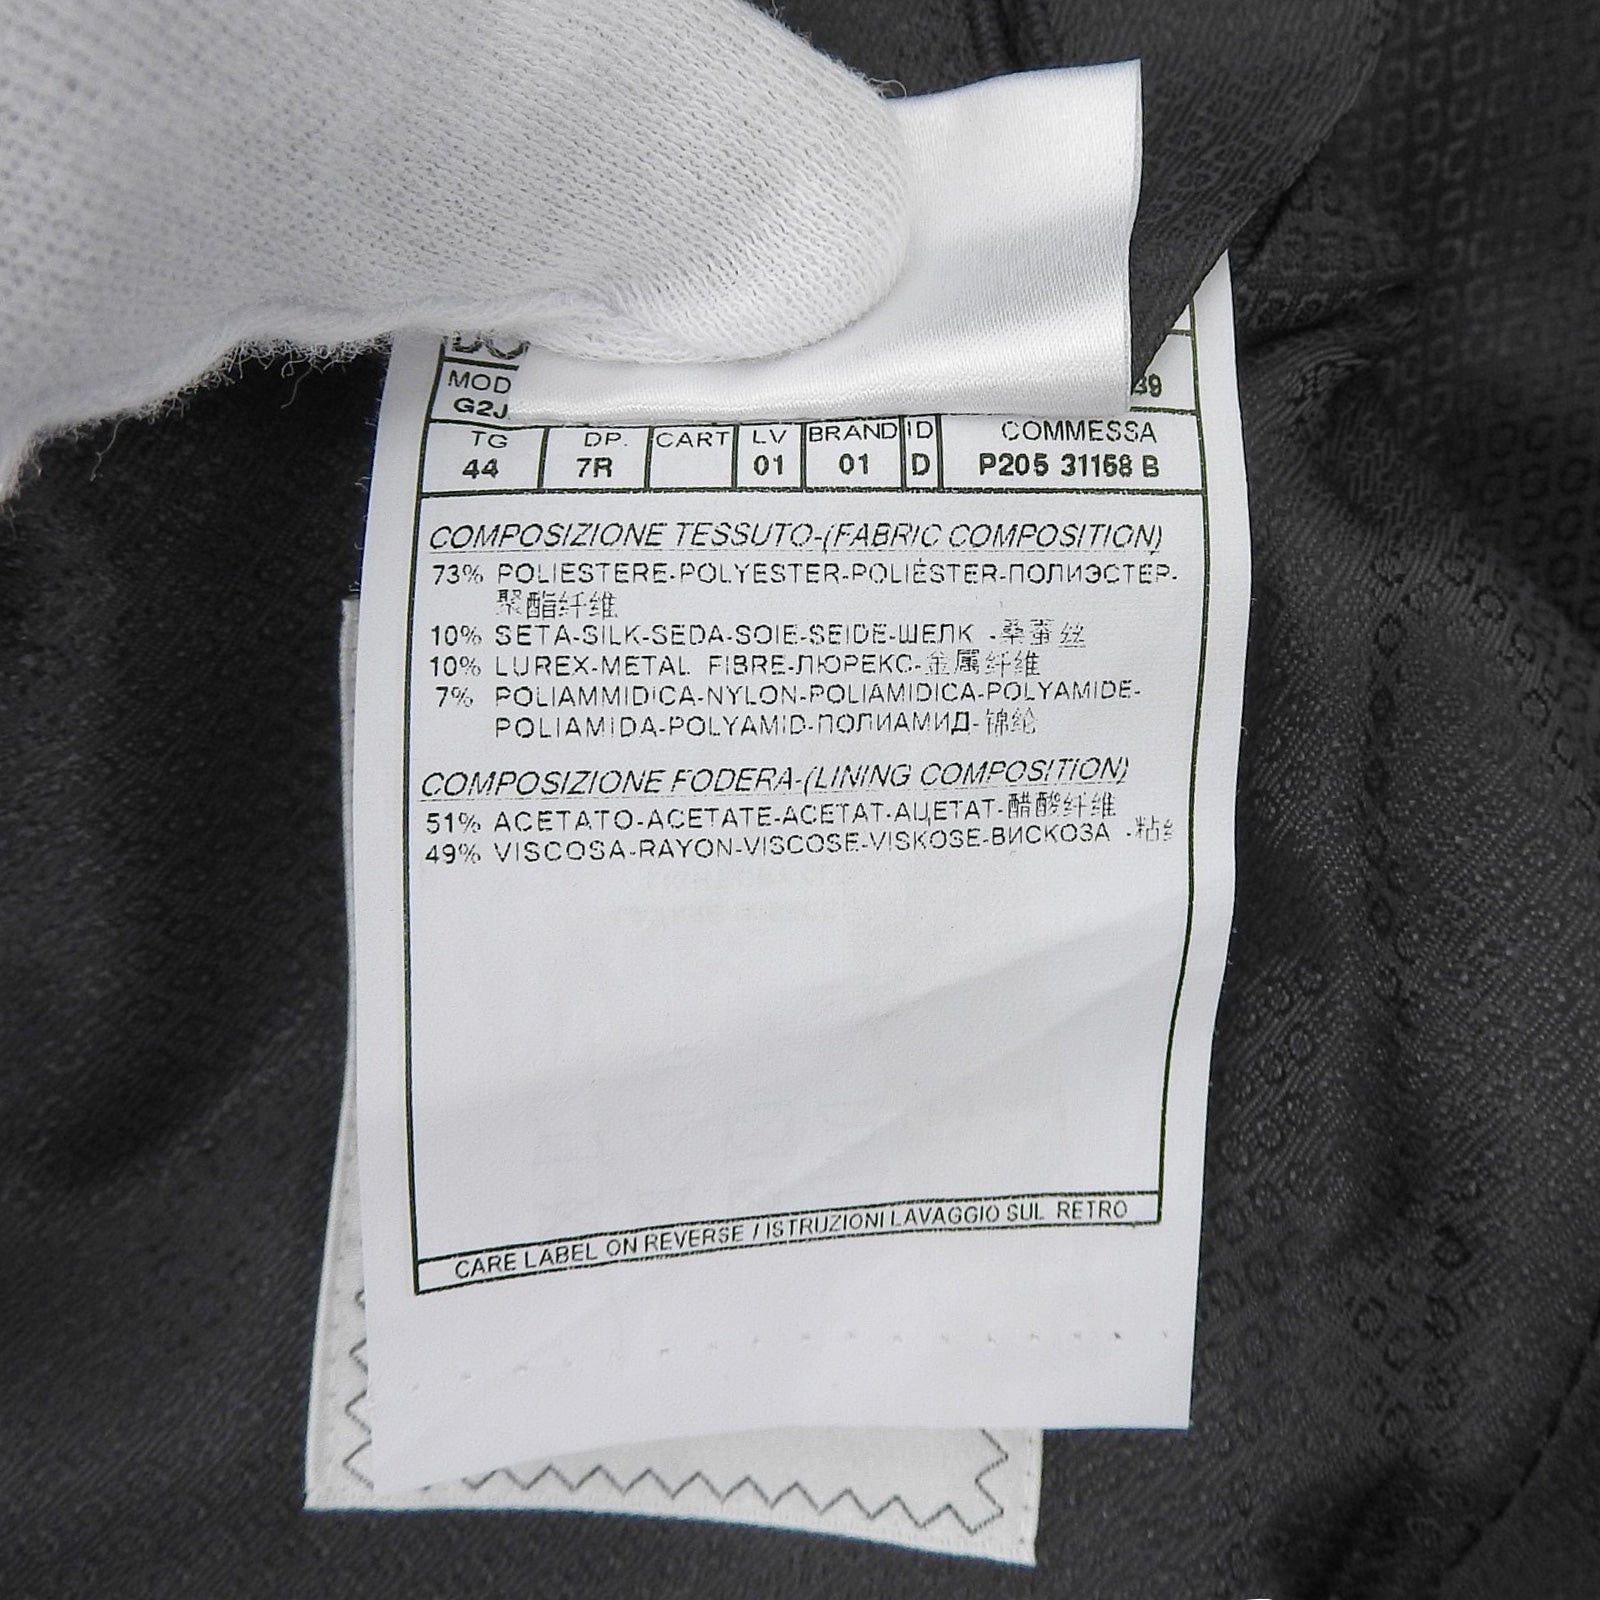 MOD
G2J 39
TG DP. CART LV BRAND ID COMMESSA
44 7R 01 01 D P205 31158 B
COMPOSIZIONE TESSUTO-(FABRIC COMPOSITION)
73% POLIESTERE-POLYESTER-POLIÉSTER-ПОЛИЭСТЕР-
聚酯纤维
10% SETA-SILK-SEDA-SOIE-SEIDE-ШЕЛК -桑蚕丝
10% LUREX-METAL FIBRE-ЛЮРЕКС-金属纤维
7% POLIAMMIDICA-NYLON-POLIAMIDICA-POLYAMIDE-
POLIAMIDA-POLYAMID-ПОЛИАМИД-锦纶
COMPOSIZIONE FODERA-(LINING COMPOSITION)
51% ACETATO-ACETATE-ACETAT-АЦЕТАТ-醋酸纤维
49% VISCOSA-RAYON-VISCOSE-VISKOSE-ВИСКОЗА -粘
CARE LABEL ON REVERSE / ISTRUZIONI LAVAGGIO SUL RETRO